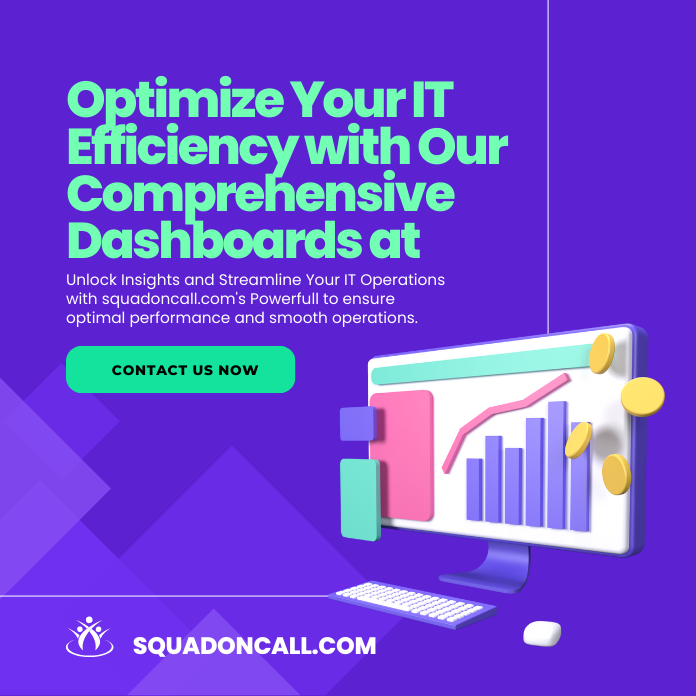 Optimize Your IT
Efficiency with Our
Comprehensive
Dashboards at
Unlock Insights and Streamline Your IT Operations
with squadoncall.com's Powerfull to ensure
optimal performance and smooth operations.
CONTACT US NOW
SQUADONCALL.COM